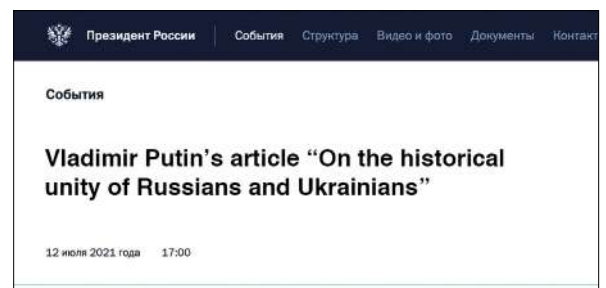 Президент России События Структура Видео и фото Документы Контакт
События
Vladimir Putin’s article “On the historical
unity of Russians and Ukrainians”
12 июля 2021 года 17:00